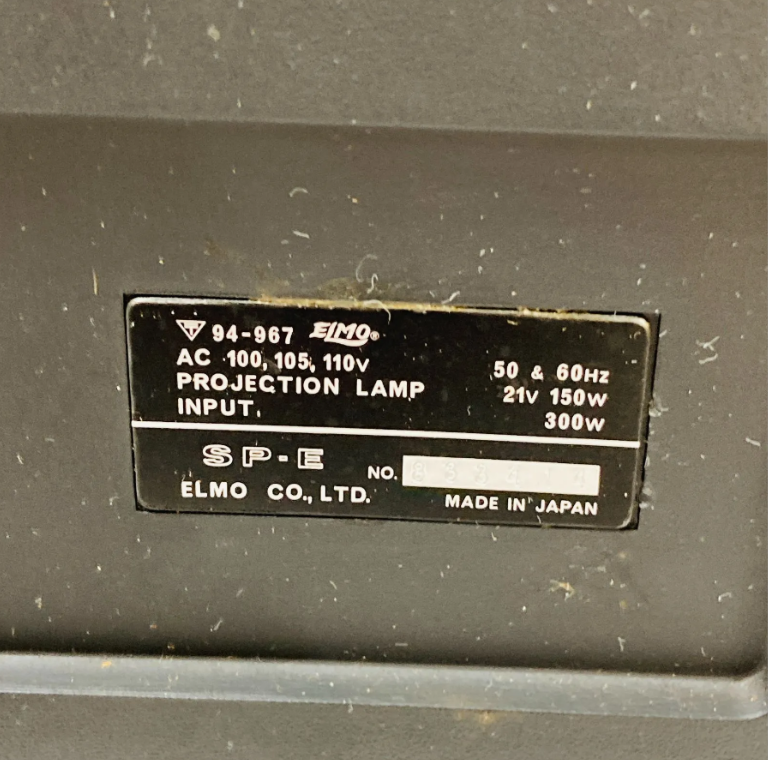 94-967 ELMO®
AC 100, 105, 110V 50 & 60Hz
PROJECTION LAMP 21V 150W
INPUT. 300W
SP-E NO.
ELMO CO., LTD. MADE IN JAPAN